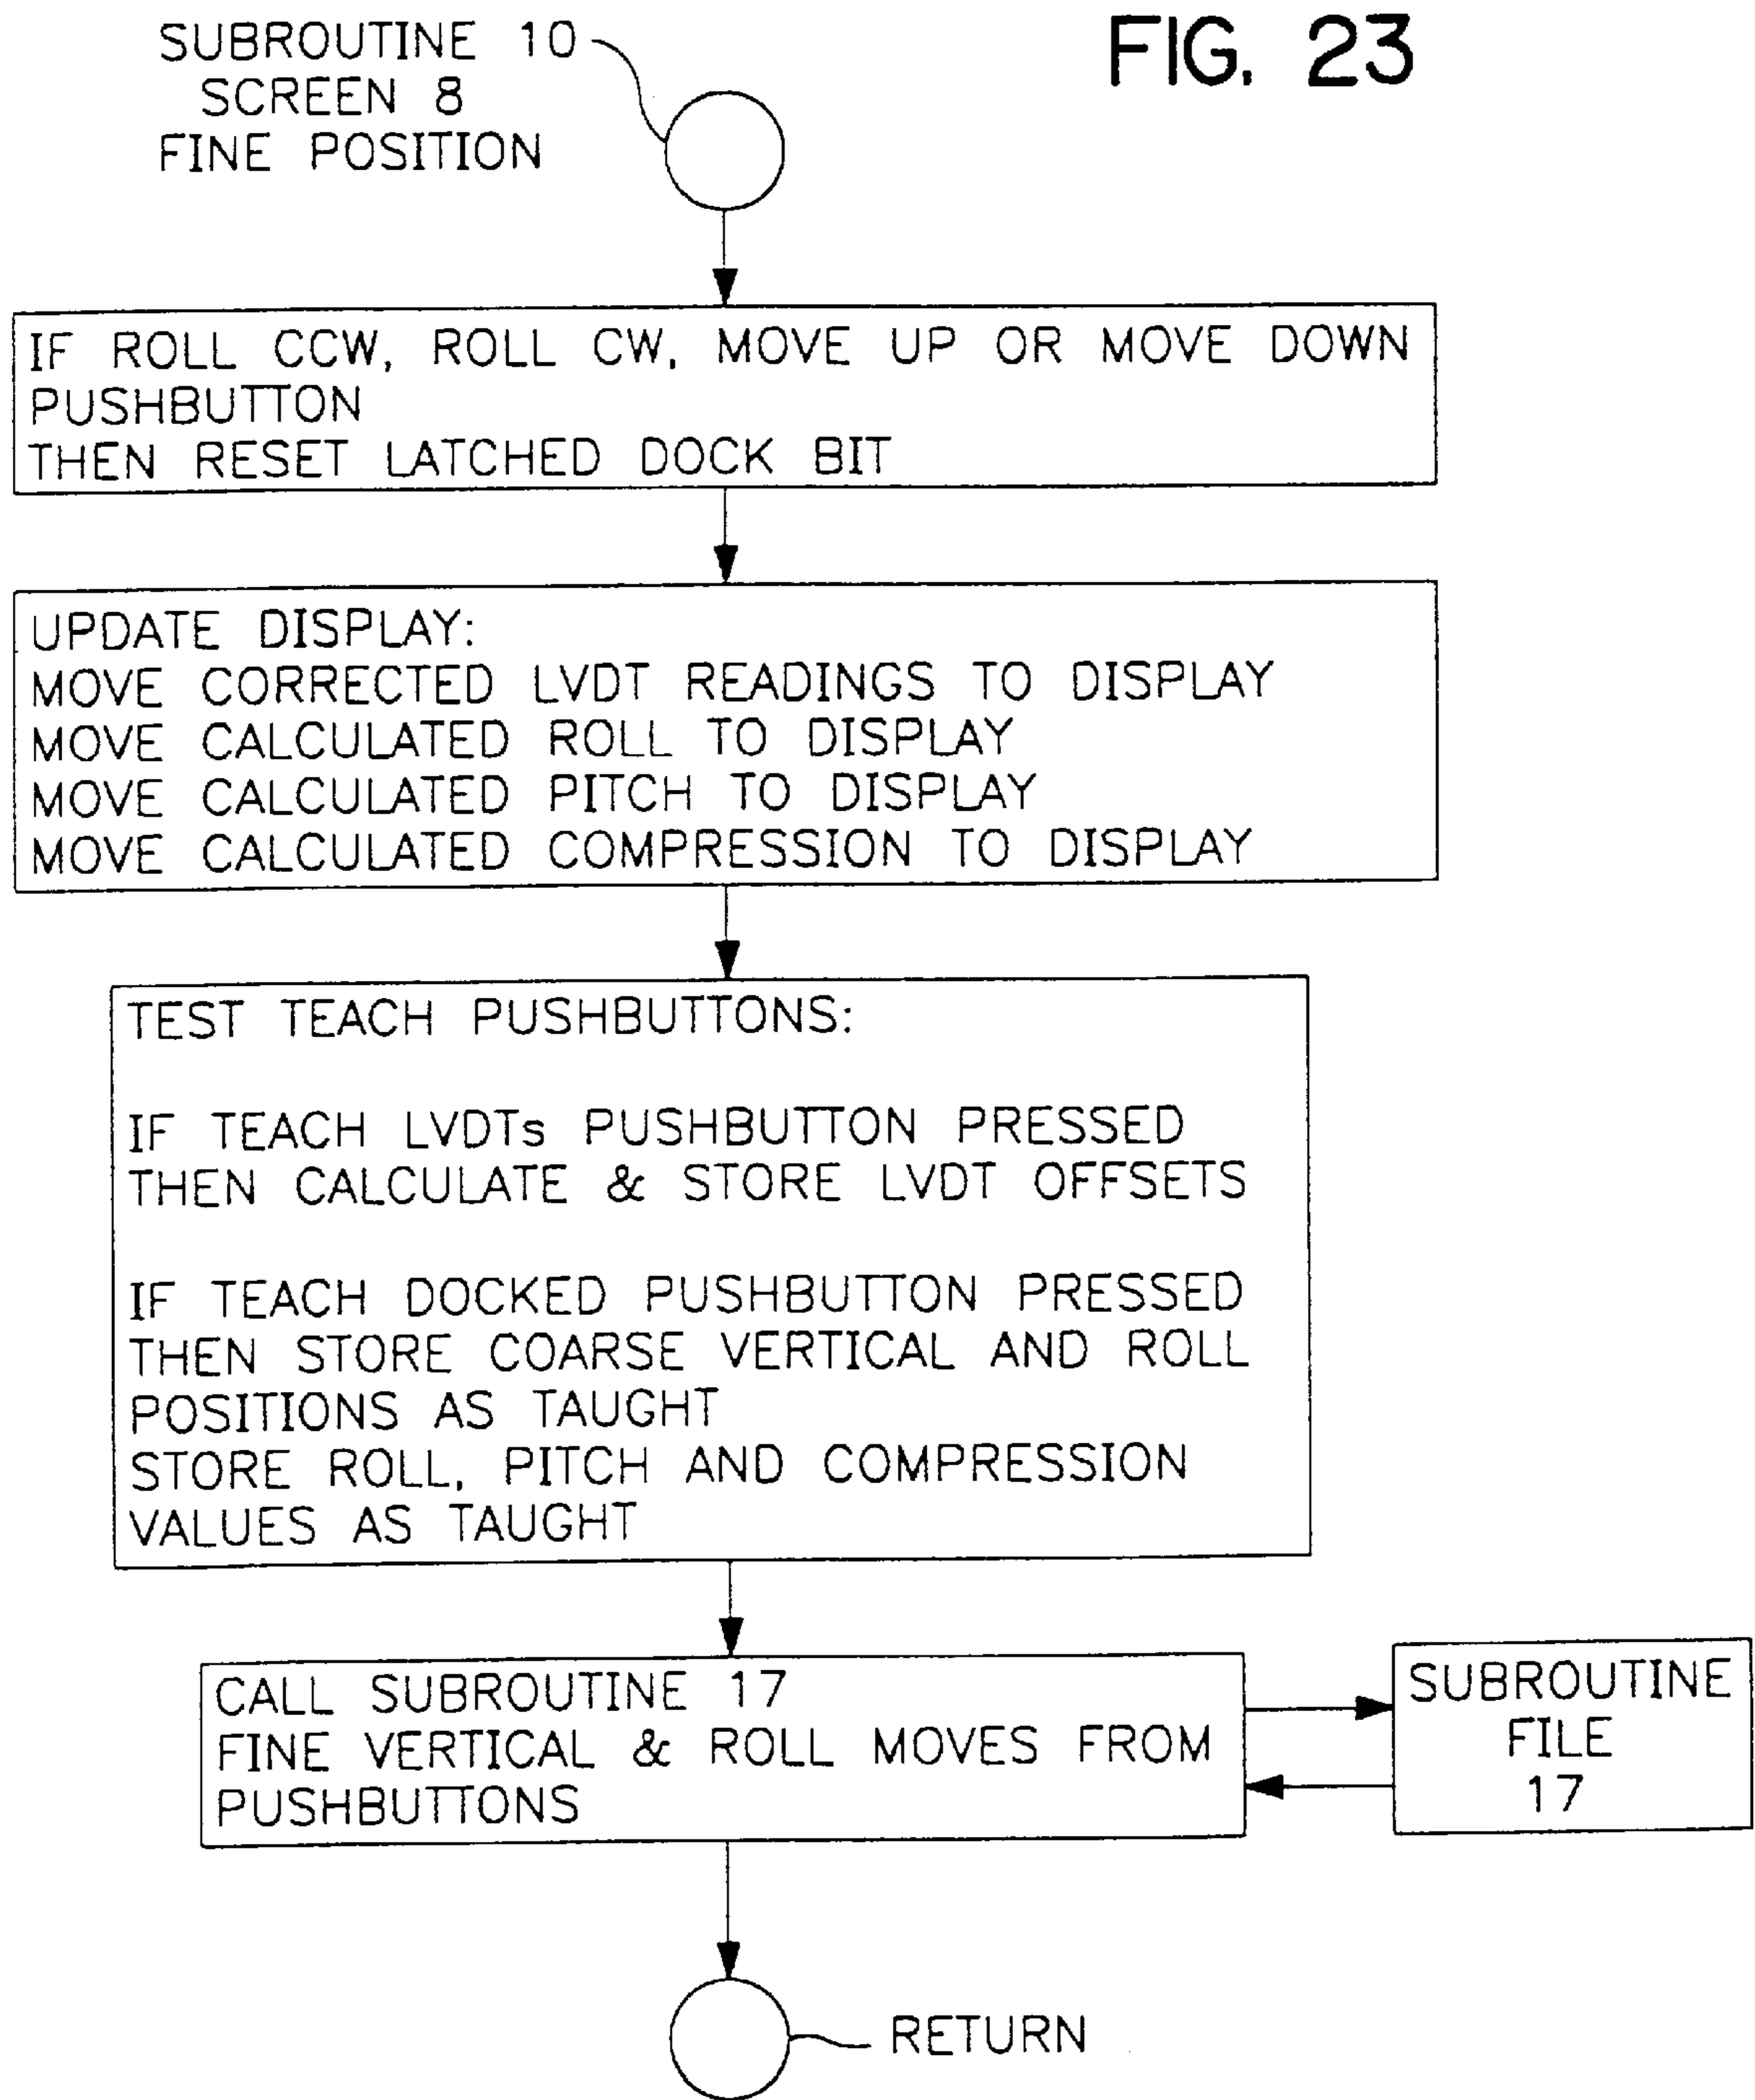 SUBROUTINE 10
SCREEN 8
FINE POSITION
FIG. 23
IF ROLL CCW, ROLL CW, MOVE UP OR MOVE DOWN
PUSHBUTTON
THEN RESET LATCHED DOCK BIT
UPDATE DISPLAY:
MOVE CORRECTED LVDT READINGS TO DISPLAY
MOVE CALCULATED ROLL TO DISPLAY
MOVE CALCULATED PITCH TO DISPLAY
MOVE CALCULATED COMPRESSION TO DISPLAY
TEST TEACH PUSHBUTTONS:
IF TEACH LVDTs PUSHBUTTON PRESSED
THEN CALCULATE & STORE LVDT OFFSETS
IF TEACH DOCKED PUSHBUTTON PRESSED
THEN STORE COARSE VERTICAL AND ROLL
POSITIONS AS TAUGHT
STORE ROLL, PITCH AND COMPRESSION
VALUES AS TAUGHT
CALL SUBROUTINE 17
FINE VERTICAL & ROLL MOVES FROM
PUSHBUTTONS
SUBROUTINE
FILE
17
RETURN